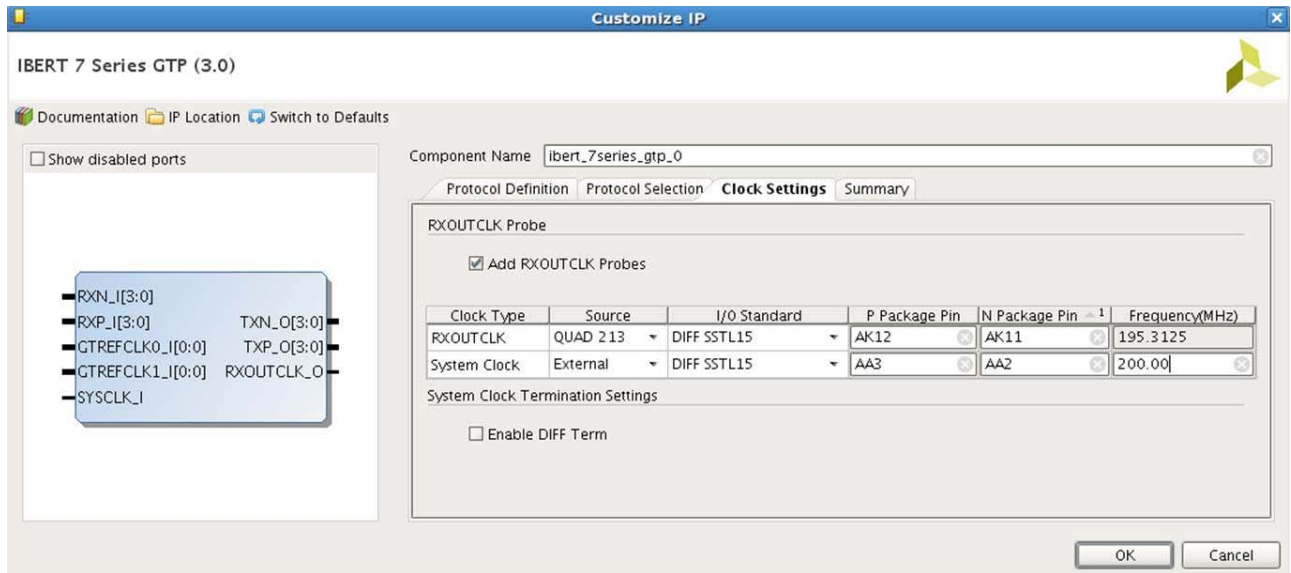 Customize IP
IBERT 7 Series GTP (3.0)
Documentation IP Location Switch to Defaults
Show disabled ports
RXN_I[3:0]
RXP_I[3:0] TXN_O[3:0]
GTREFCLK0_I[0:0] TXP_O[3:0]
GTREFCLK1_I[0:0] RXOUTCLK_O
SYSCLK_I
Component Name ibert_7series_gtp_0
Protocol Definition Protocol Selection Clock Settings Summary
RXOUTCLK Probe
Add RXOUTCLK Probes
Clock Type Source I/O Standard P Package Pin N Package Pin 1 Frequency(MHz)
RXOUTCLK QUAD 213 DIFF SSTL15 AK12 AK11 195.3125
System Clock External DIFF SSTL15 AA3 AA2 200.00
System Clock Termination Settings
Enable DIFF Term
OK Cancel